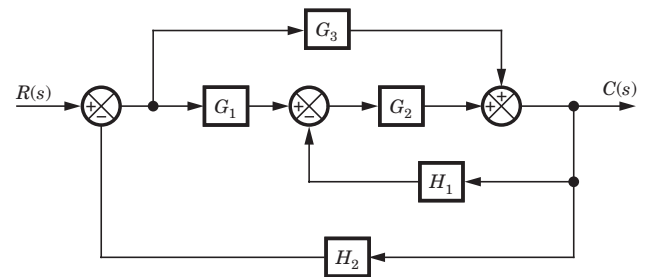 G3
+
R(s)
+
−
G1
+
−
G2
+
C(s)
H1
H2